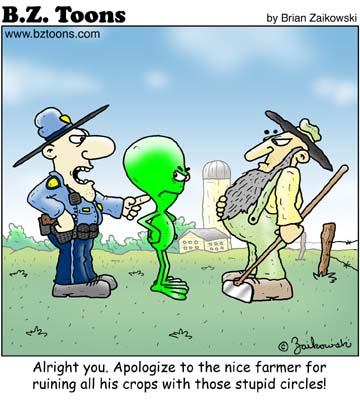 B.Z. Toons
by Brian Zaikowski
www.bztoons.com
© Zaikowski
Alright you. Apologize to the nice farmer for
ruining all his crops with those stupid circles!